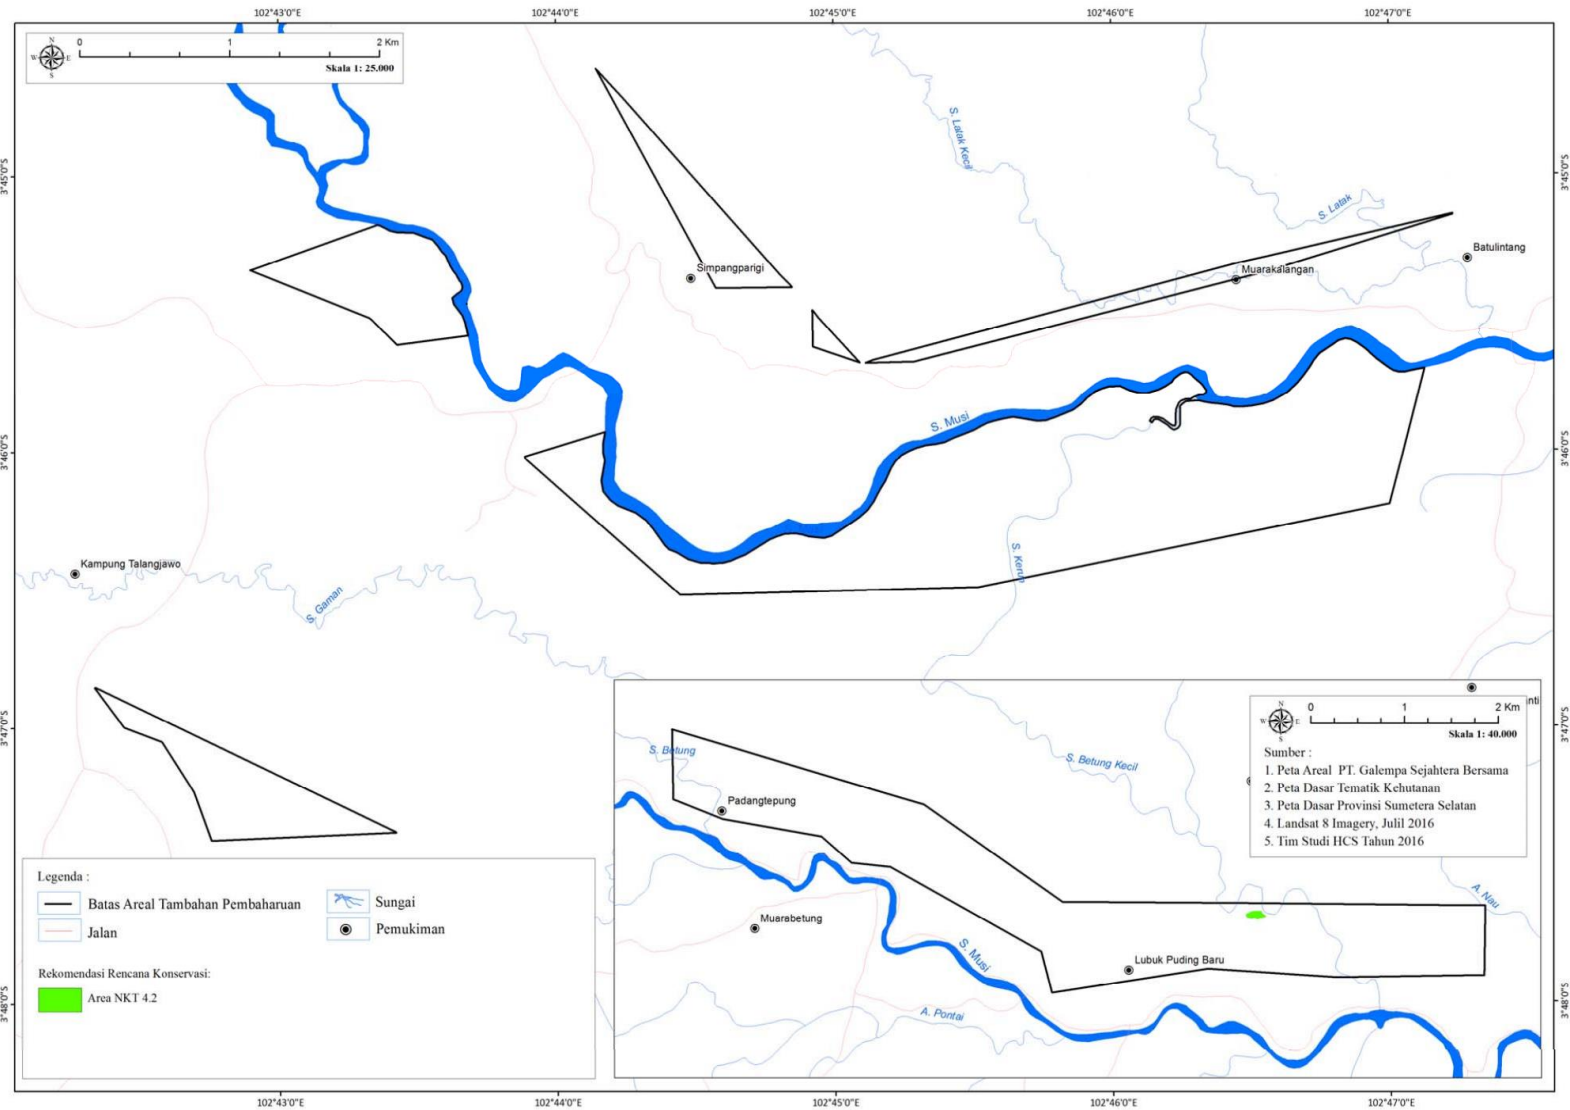 102°43'0"E 102°44'0"E 102°45'0"E 102°46'0"E 102°47'0"E
N
W E
S
0 1 2 Km
Skala 1: 25.000
S. Latak Kecil
3°45'0"S
3°45'0"S
S. Latak
Batulintang
Simpangparigi
Muarakalangan
S. Musi
3°46'0"S
3°46'0"S
S. Kerun
Kampung Talangjawo
S. Gaman
3°47'0"S
3°47'0"S
nti
N
W E
S
0 1 2 Km
Skala 1: 40.000
Sumber :
1. Peta Areal PT. Galempa Sejahtera Bersama
2. Peta Dasar Tematik Kehutanan
3. Peta Dasar Provinsi Sumetera Selatan
4. Landsat 8 Imagery, Julil 2016
5. Tim Studi HCS Tahun 2016
S. Betung
S. Betung Kecil
Padangtepung
A. Nau
Muarabetung
S. Musi
Lubuk Puding Baru
A. Pontai
Legenda :
Batas Areal Tambahan Pembaharuan
Sungai
Jalan
Pemukiman
Rekomendasi Rencana Konservasi:
Area NKT 4.2
3°48'0"S
3°48'0"S
102°43'0"E 102°44'0"E 102°45'0"E 102°46'0"E 102°47'0"E